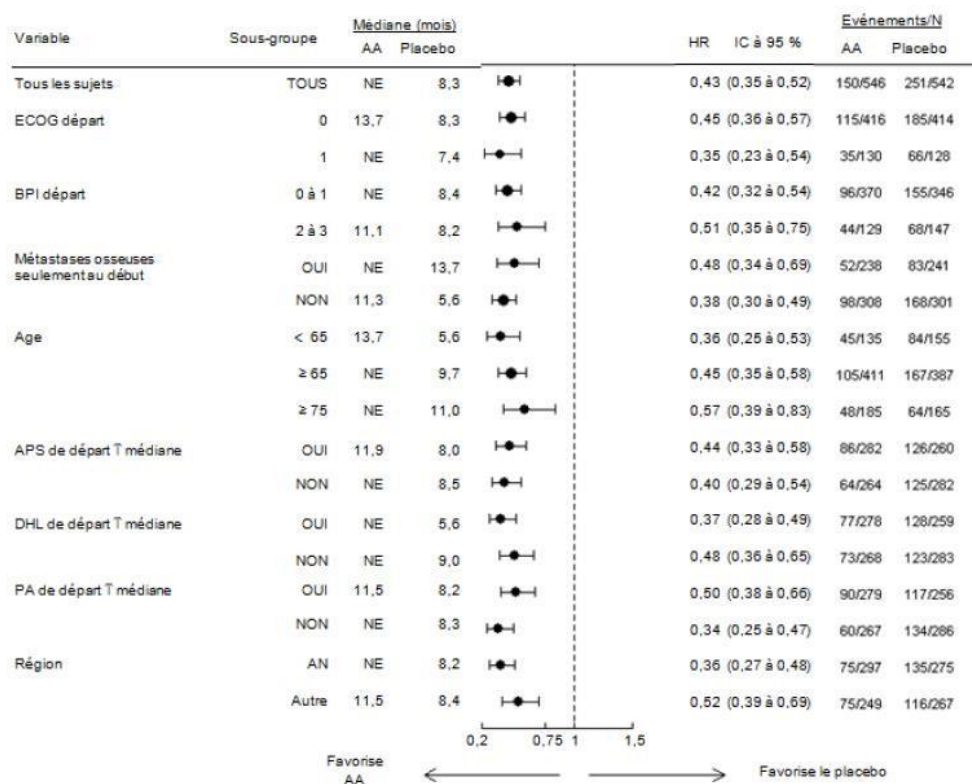 Médiane (mois) Evénements/N
Variable Sous-groupe AA Placebo HR IC à 95 % AA Placebo
Tous les sujets TOUS NE 8,3 0,43 (0,35 à 0,52) 150/546 251/542
ECOG départ 0 13,7 8,3 0,45 (0,36 à 0,57) 115/416 185/414
1 NE 7,4 0,35 (0,23 à 0,54) 35/130 66/128
BPI départ 0 à 1 NE 8,4 0,42 (0,32 à 0,54) 96/370 155/346
2 à 3 11,1 8,2 0,51 (0,35 à 0,75) 44/129 68/147
Métastases osseuses
seulement au début OUI NE 13,7 0,48 (0,34 à 0,69) 52/238 83/241
NON 11,3 5,6 0,38 (0,30 à 0,49) 98/308 168/301
Age < 65 13,7 5,6 0,36 (0,25 à 0,53) 45/135 84/155
≥ 65 NE 9,7 0,45 (0,35 à 0,58) 105/411 167/387
≥ 75 NE 11,0 0,57 (0,39 à 0,83) 48/185 64/165
APS de départ T médiane OUI 11,9 8,0 0,44 (0,33 à 0,58) 86/282 126/260
NON NE 8,5 0,40 (0,29 à 0,54) 64/264 125/282
DHL de départ T médiane OUI NE 5,6 0,37 (0,28 à 0,49) 77/278 128/259
NON NE 9,0 0,48 (0,36 à 0,65) 73/268 123/283
PA de départ T médiane OUI 11,5 8,2 0,50 (0,38 à 0,66) 90/279 117/256
NON NE 8,3 0,34 (0,25 à 0,47) 60/267 134/286
Région AN NE 8,2 0,36 (0,27 à 0,48) 75/297 135/275
Autre 11,5 8,4 0,52 (0,39 à 0,69) 75/249 116/267
0,2 0,75 1 1,5
Favorise
AA Favorise le placebo